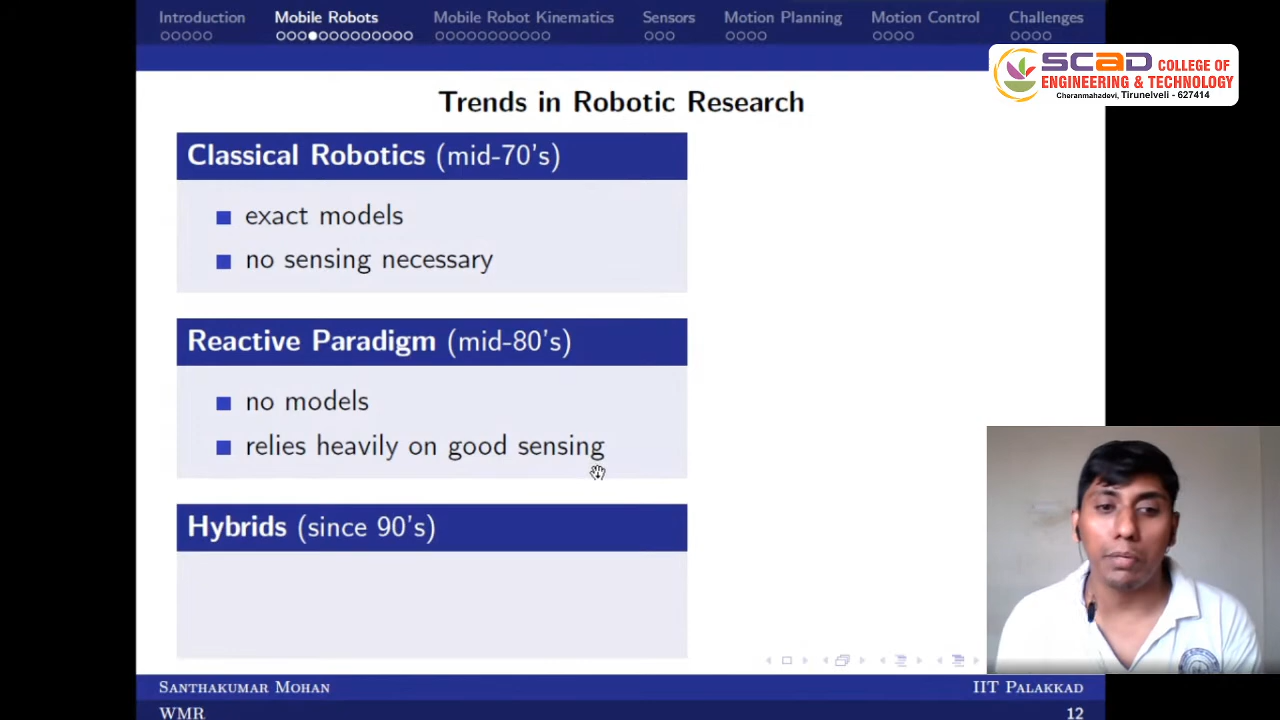 Introduction Mobile Robots Mobile Robot Kinematics Sensors Motion Planning Motion Control Challenges
SCAD COLLEGE OF
ENGINEERING & TECHNOLOGY
Cheranmahadevi, Tirunelveli - 627414
Trends in Robotic Research
Classical Robotics (mid-70's)
exact models
no sensing necessary
Reactive Paradigm (mid-80's)
no models
relies heavily on good sensing
Hybrids (since 90's)
Santhakumar Mohan IIT Palakkad
WMR 12